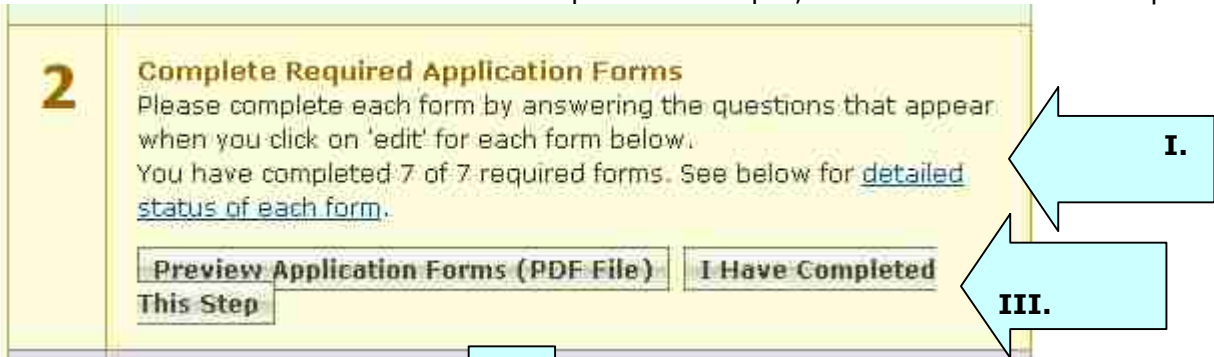 2
Complete Required Application Forms
Please complete each form by answering the questions that appear
when you click on 'edit' for each form below.
You have completed 7 of 7 required forms. See below for detailed
status of each form.
I.
Preview Application Forms (PDF File) I Have Completed
This Step
III.